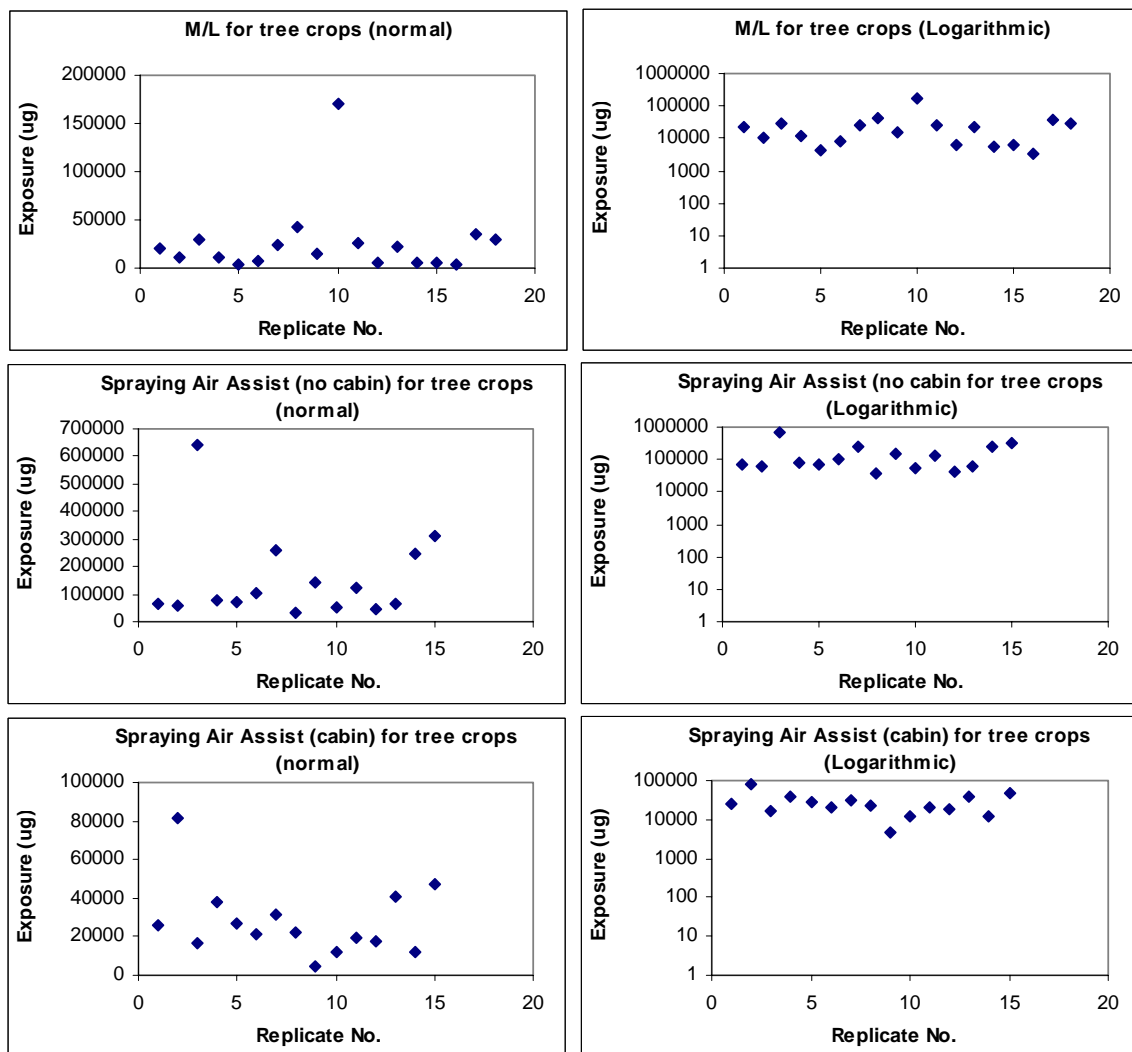 M/L for tree crops (normal)
200000
150000
100000
50000
0
0 5 10 15 20
Exposure (ug)
Replicate No.
M/L for tree crops (Logarithmic)
1000000
100000
10000
1000
100
10
1
0 5 10 15 20
Exposure (ug)
Replicate No.
Spraying Air Assist (no cabin) for tree crops
(normal)
700000
600000
500000
400000
300000
200000
100000
0
0 5 10 15 20
Exposure (ug)
Replicate No.
Spraying Air Assist (no cabin for tree crops
(Logarithmic)
1000000
100000
10000
1000
100
10
1
0 5 10 15 20
Exposure (ug)
Replicate No.
Spraying Air Assist (cabin) for tree crops
(normal)
100000
80000
60000
40000
20000
0
0 5 10 15 20
Exposure (ug)
Replicate No.
Spraying Air Assist (cabin) for tree crops
(Logarithmic)
100000
10000
1000
100
10
1
0 5 10 15 20
Exposure (ug)
Replicate No.